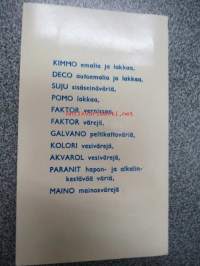 KIMMO emalia ja lakkaa,
DECO autoemalia ja lakkaa,
SUJU sisäseinäväriä,
POMO lakkaa,
FAKTOR vernissaa,
FAKTOR värejä,
GALVANO peltikattoväriä,
KOLORI vesivärejä,
AKVAROL vesivärejä,
PARANIT hapon- ja alkalin-
kestävää väriä,
MAINO mainosvärejä